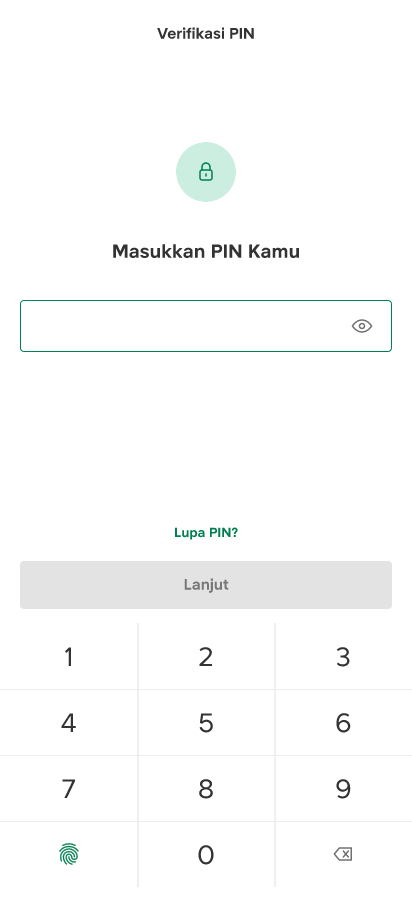 Verifikasi PIN
Masukkan PIN Kamu
Lupa PIN?
Lanjut
1 2 3
4 5 6
7 8 9
0